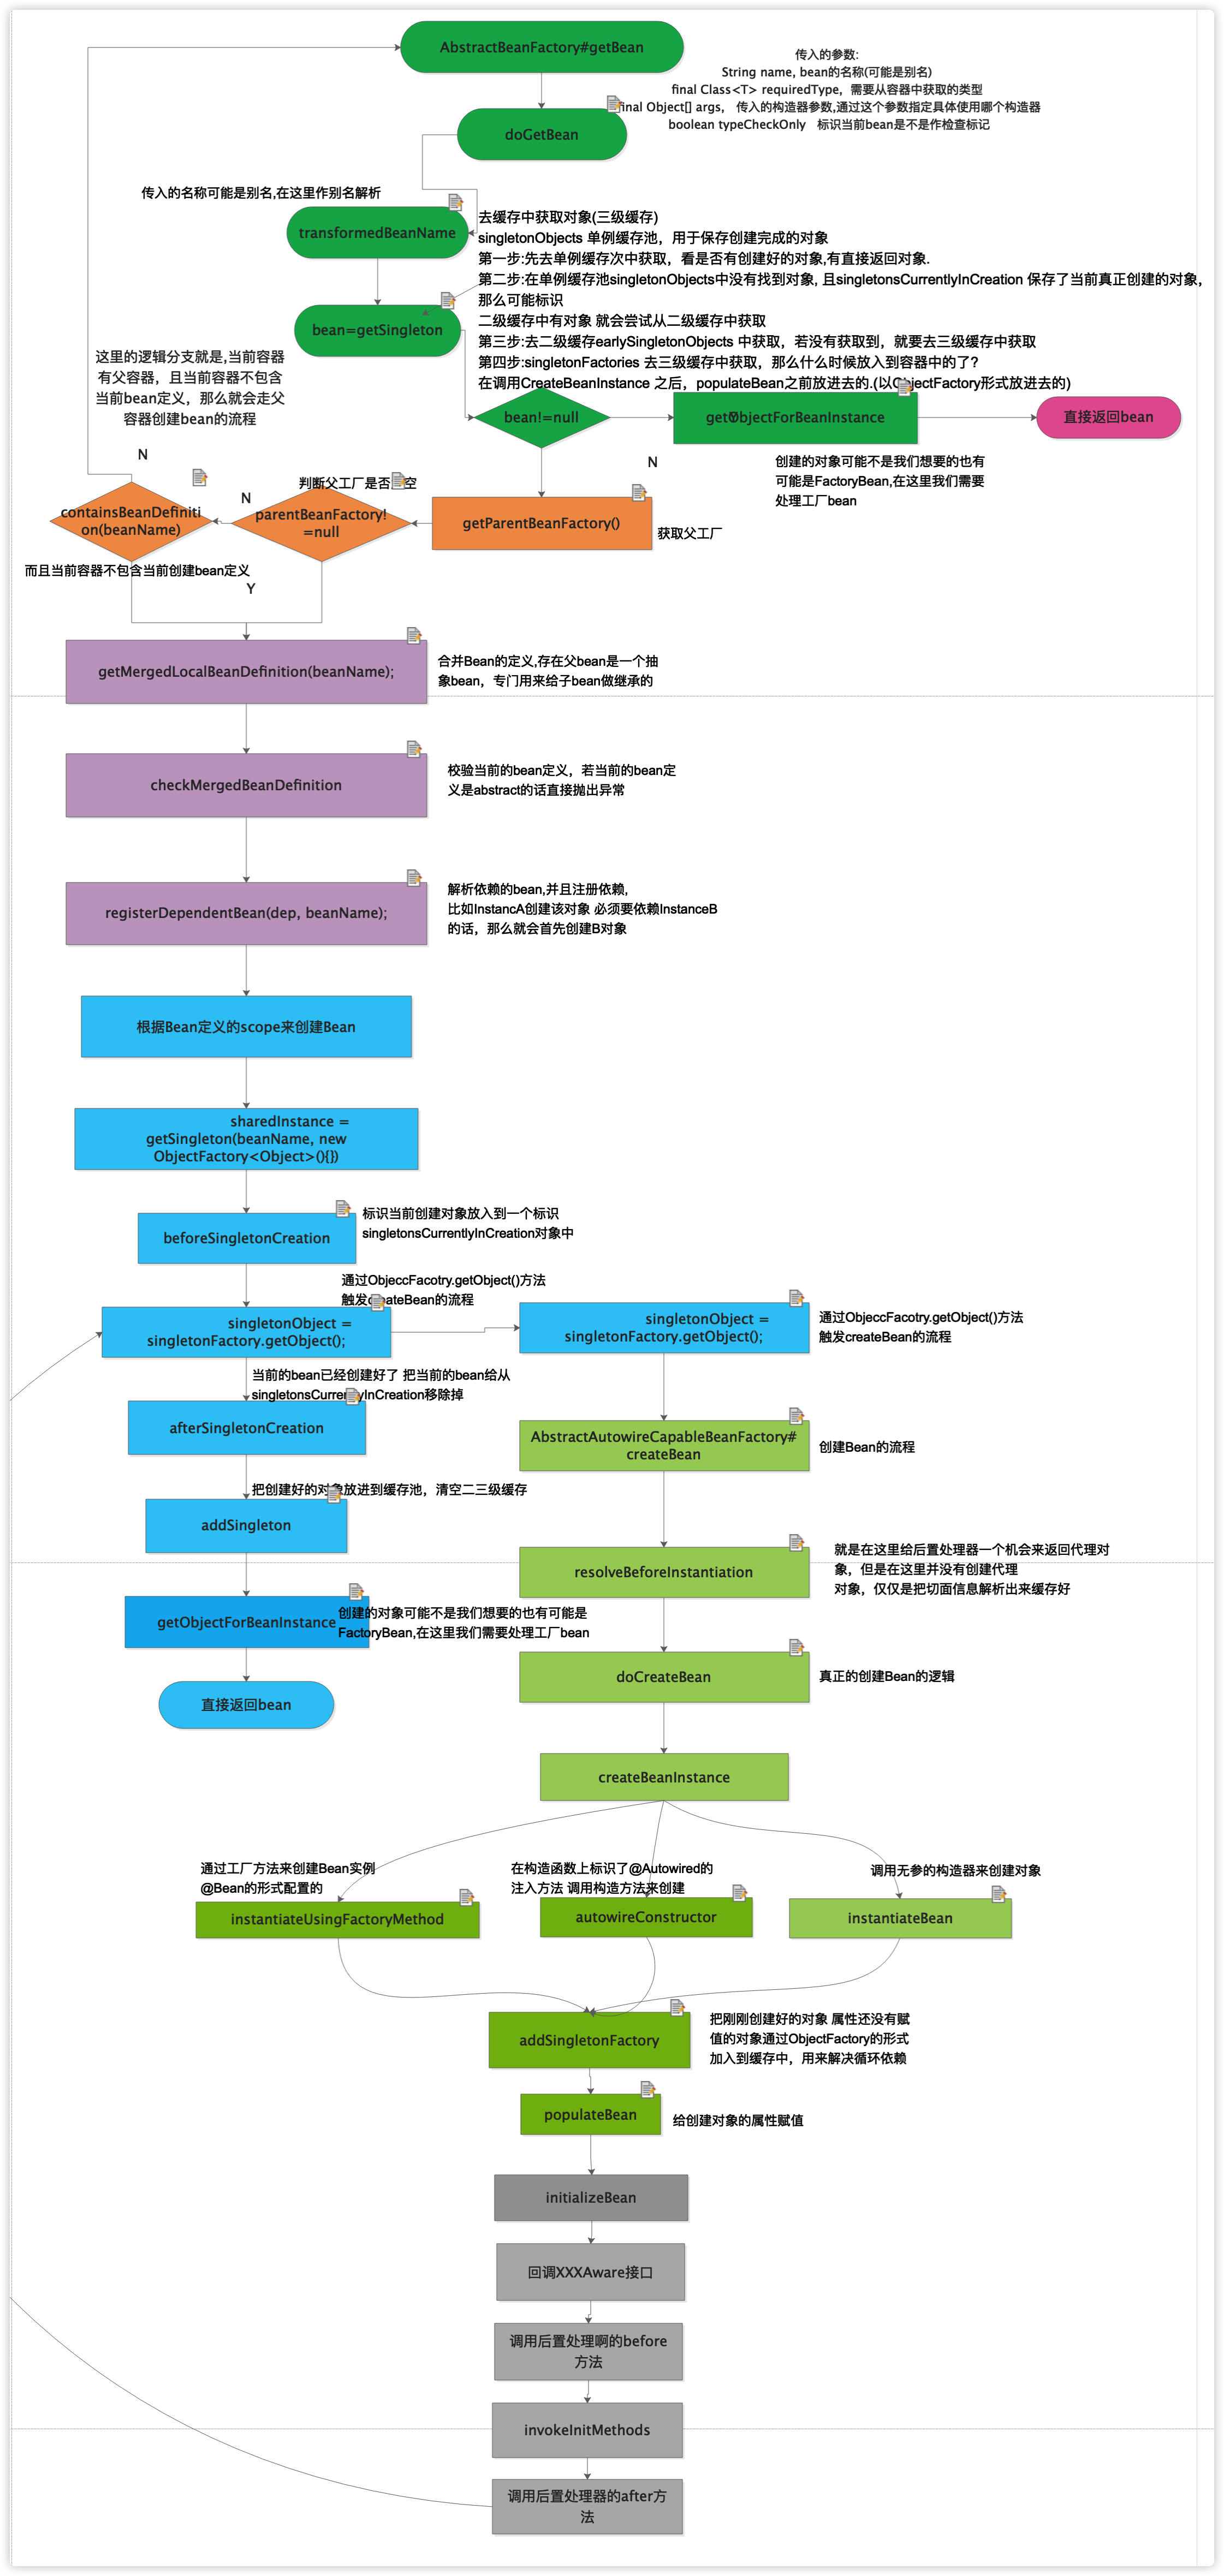 AbstractBeanFactory#getBean
传入的参数:
String name, bean的名称(可能是别名)
final Class<T> requiredType，需要从容器中获取的类型
final Object[] args， 传入的构造器参数,通过这个参数指定具体使用哪个构造器
boolean typeCheckOnly 标识当前bean是不是作检查标记
doGetBean
传入的名称可能是别名,在这里作别名解析
transformedBeanName
去缓存中获取对象(三级缓存)
singletonObjects 单例缓存池，用于保存创建完成的对象
第一步:先去单例缓存次中获取，看是否有创建好的对象,有直接返回对象.
第二步:在单例缓存池singletonObjects中没有找到对象, 且singletonsCurrentlyInCreation 保存了当前真正创建的对象，
那么可能标识
二级缓存中有对象 就会尝试从二级缓存中获取
第三步:去二级缓存earlySingletonObjects 中获取，若没有获取到，就要去三级缓存中获取
第四步:singletonFactories 去三级缓存中获取，那么什么时候放入到容器中的了?
在调用CreateBeanInstance 之后，populateBean之前放进去的.(以ObjectFactory形式放进去的)
bean=getSingleton
这里的逻辑分支就是,当前容器
有父容器，且当前容器不包含
当前bean定义，那么就会走父
容器创建bean的流程
bean!=null
Y
getObjectForBeanInstance
直接返回bean
创建的对象可能不是我们想要的也有
可能是FactoryBean,在这里我们需要
处理工厂bean
N
N
判断父工厂是否 空
N
containsBeanDefiniti
on(beanName)
parentBeanFactory!
=null
getParentBeanFactory()
获取父工厂
而且当前容器不包含当前创建bean定义
Y
getMergedLocalBeanDefinition(beanName);
合并Bean的定义,存在父bean是一个抽
象bean，专门用来给子bean做继承的
checkMergedBeanDefinition
校验当前的bean定义，若当前的bean定
义是abstract的话直接抛出异常
registerDependentBean(dep, beanName);
解析依赖的bean,并且注册依赖,
比如InstancA创建该对象 必须要依赖InstanceB
的话，那么就会首先创建B对象
根据Bean定义的scope来创建Bean
sharedInstance =
getSingleton(beanName, new
ObjectFactory<Object>(){})
beforeSingletonCreation
标识当前创建对象放入到一个标识
singletonsCurrentlyInCreation对象中
通过ObjeccFacotry.getObject()方法
触发createBean的流程
singletonObject =
singletonFactory.getObject();
singletonObject =
singletonFactory.getObject();
通过ObjeccFacotry.getObject()方法
触发createBean的流程
当前的bean已经创建好了 把当前的bean给从
singletonsCurrentlyInCreation移除掉
afterSingletonCreation
AbstractAutowireCapableBeanFactory#
createBean
创建Bean的流程
把创建好的对象放进到缓存池，清空二三级缓存
addSingleton
resolveBeforeInstantiation
就是在这里给后置处理器一个机会来返回代理对
象，但是在这里并没有创建代理
对象，仅仅是把切面信息解析出来缓存好
getObjectForBeanInstance
创建的对象可能不是我们想要的也有可能是
FactoryBean,在这里我们需要处理工厂bean
doCreateBean
真正的创建Bean的逻辑
直接返回bean
createBeanInstance
通过工厂方法来创建Bean实例
@Bean的形式配置的
instantiateUsingFactoryMethod
在构造函数上标识了@Autowired的
注入方法 调用构造方法来创建
autowireConstructor
调用无参的构造器来创建对象
instantiateBean
addSingletonFactory
把刚刚创建好的对象 属性还没有赋
值的对象通过ObjectFactory的形式
加入到缓存中，用来解决循环依赖
populateBean
给创建对象的属性赋值
initializeBean
回调XXXAware接口
调用后置处理啊的before
方法
invokeInitMethods
调用后置处理器的after方
法